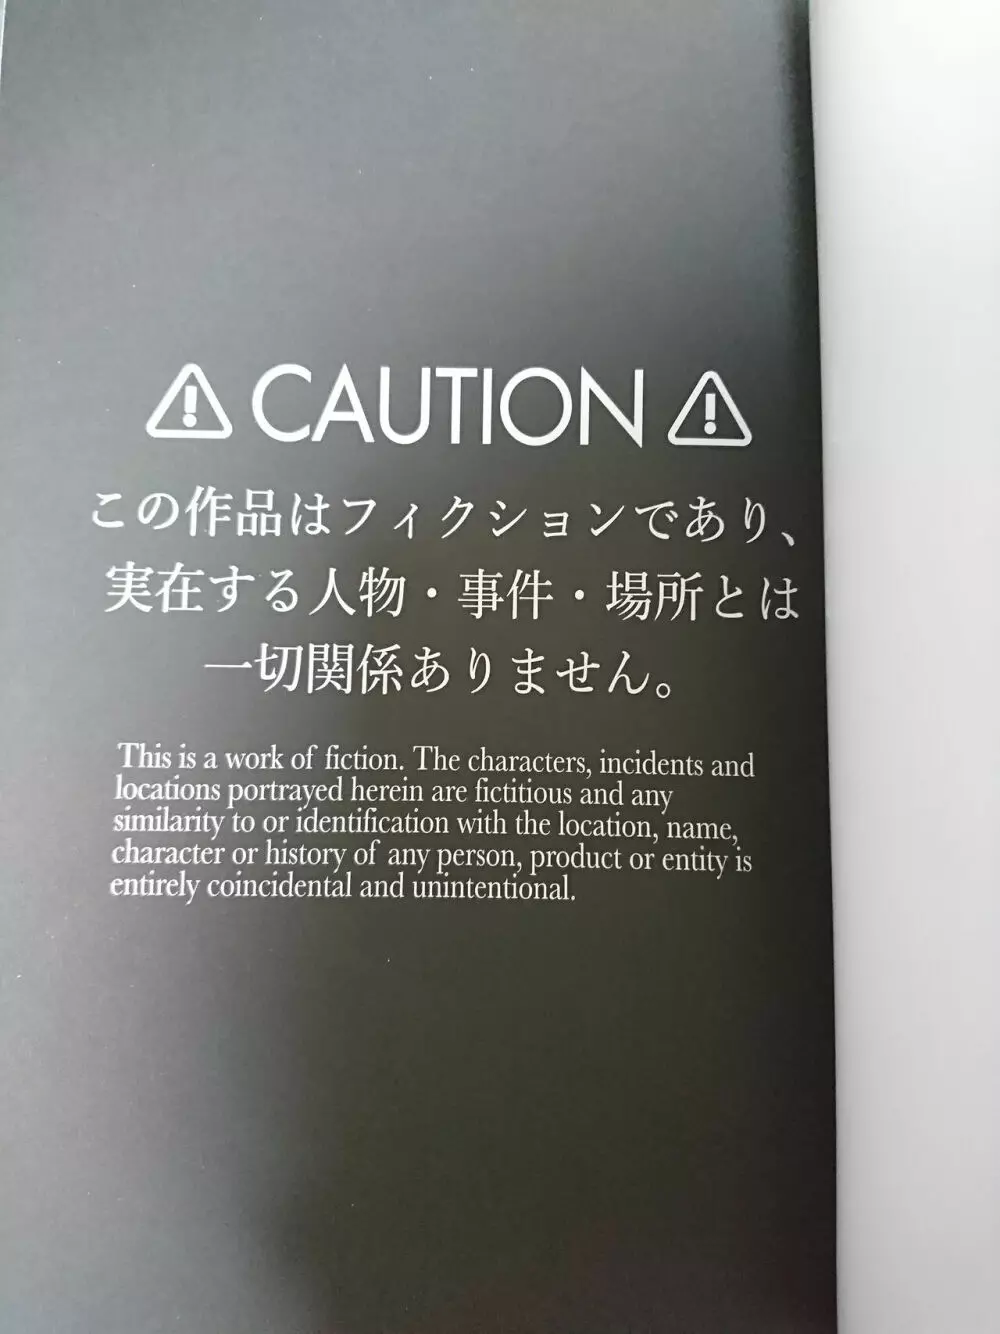 CAUTION
この作品はフィクションであり、
実在する人物・事件・場所とは
一切関係ありません。
This is a work of fiction. The characters, incidents and
locations portrayed herein are fictitious and any
similarity to or identification with the location, name,
character or history of any person, product or entity is
entirely coincidental and unintentional.